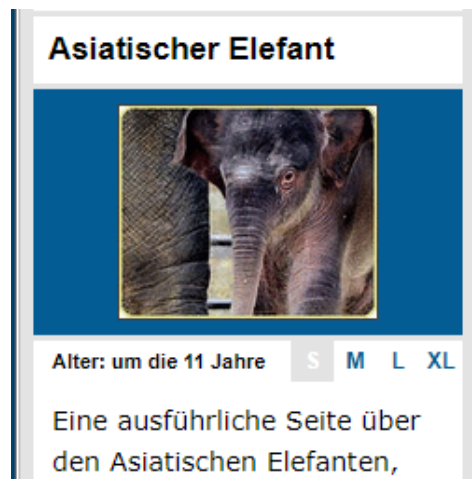 Asiatischer Elefant
Alter: um die 11 Jahre S M L XL
Eine ausführliche Seite über
den Asiatischen Elefanten,